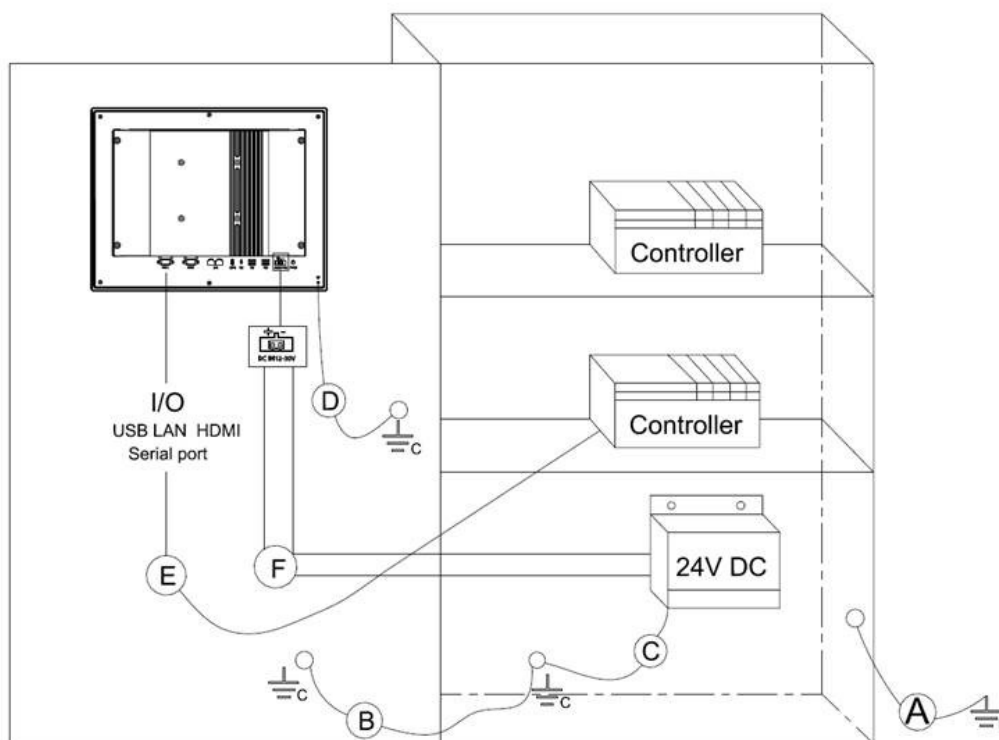 Controller
Controller
+ -
I/O
USB LAN HDMI
Serial port
D
C
E
F
24V DC
C
C
C
B
A